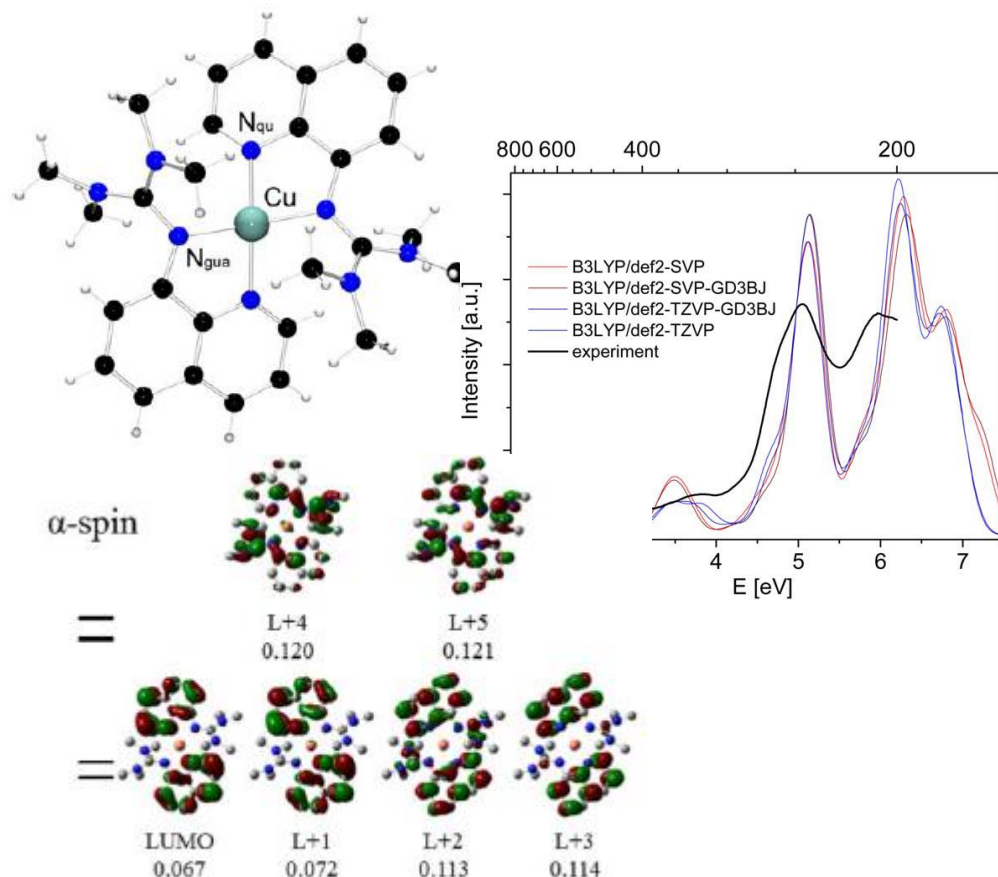 N_qu
Cu
N_gua
800 600 400 200
Intensity [a.u.]
B3LYP/def2-SVP
B3LYP/def2-SVP-GD3BJ
B3LYP/def2-TZVP-GD3BJ
B3LYP/def2-TZVP
experiment
4 5 6 7
E [eV]
α-spin
L+4 L+5
0.120 0.121
LUMO L+1 L+2 L+3
0.067 0.072 0.113 0.114